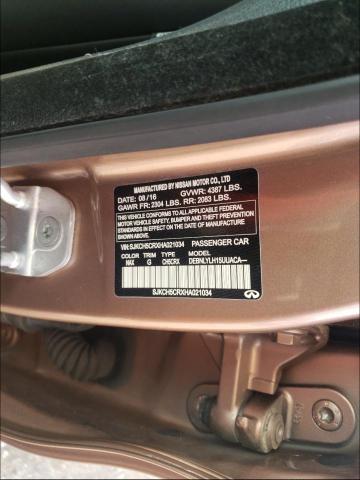 MANUFACTURED BY NISSAN MOTOR CO., LTD
DATE: 08/16 GVWR: 4387 LBS.
GAWR FR: 2304 LBS. RR: 2083 LBS.
THIS VEHICLE CONFORMS TO ALL APPLICABLE FEDERAL
MOTOR VEHICLE SAFETY, BUMPER AND THEFT PREVENTION
STANDARDS IN EFFECT ON THE DATE OF
MANUFACTURE SHOWN ABOVE.
VIN:SJKCH5CRXHA021034 PASSENGER CAR
COLOR TRIM TYPE MODEL
NAX G CH5CRX DEBNLYLH15UUACA—
SJKCH5CRXHA021034